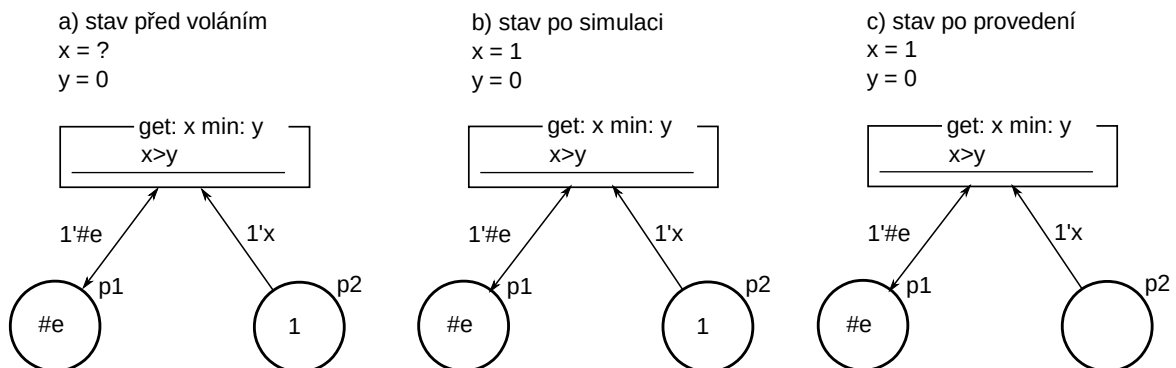 a) stav před voláním
x = ?
y = 0
get: x min: y
x>y
1'#e
1'x
p1
p2
#e
1
b) stav po simulaci
x = 1
y = 0
get: x min: y
x>y
1'#e
1'x
p1
p2
#e
1
c) stav po provedení
x = 1
y = 0
get: x min: y
x>y
1'#e
1'x
p1
p2
#e